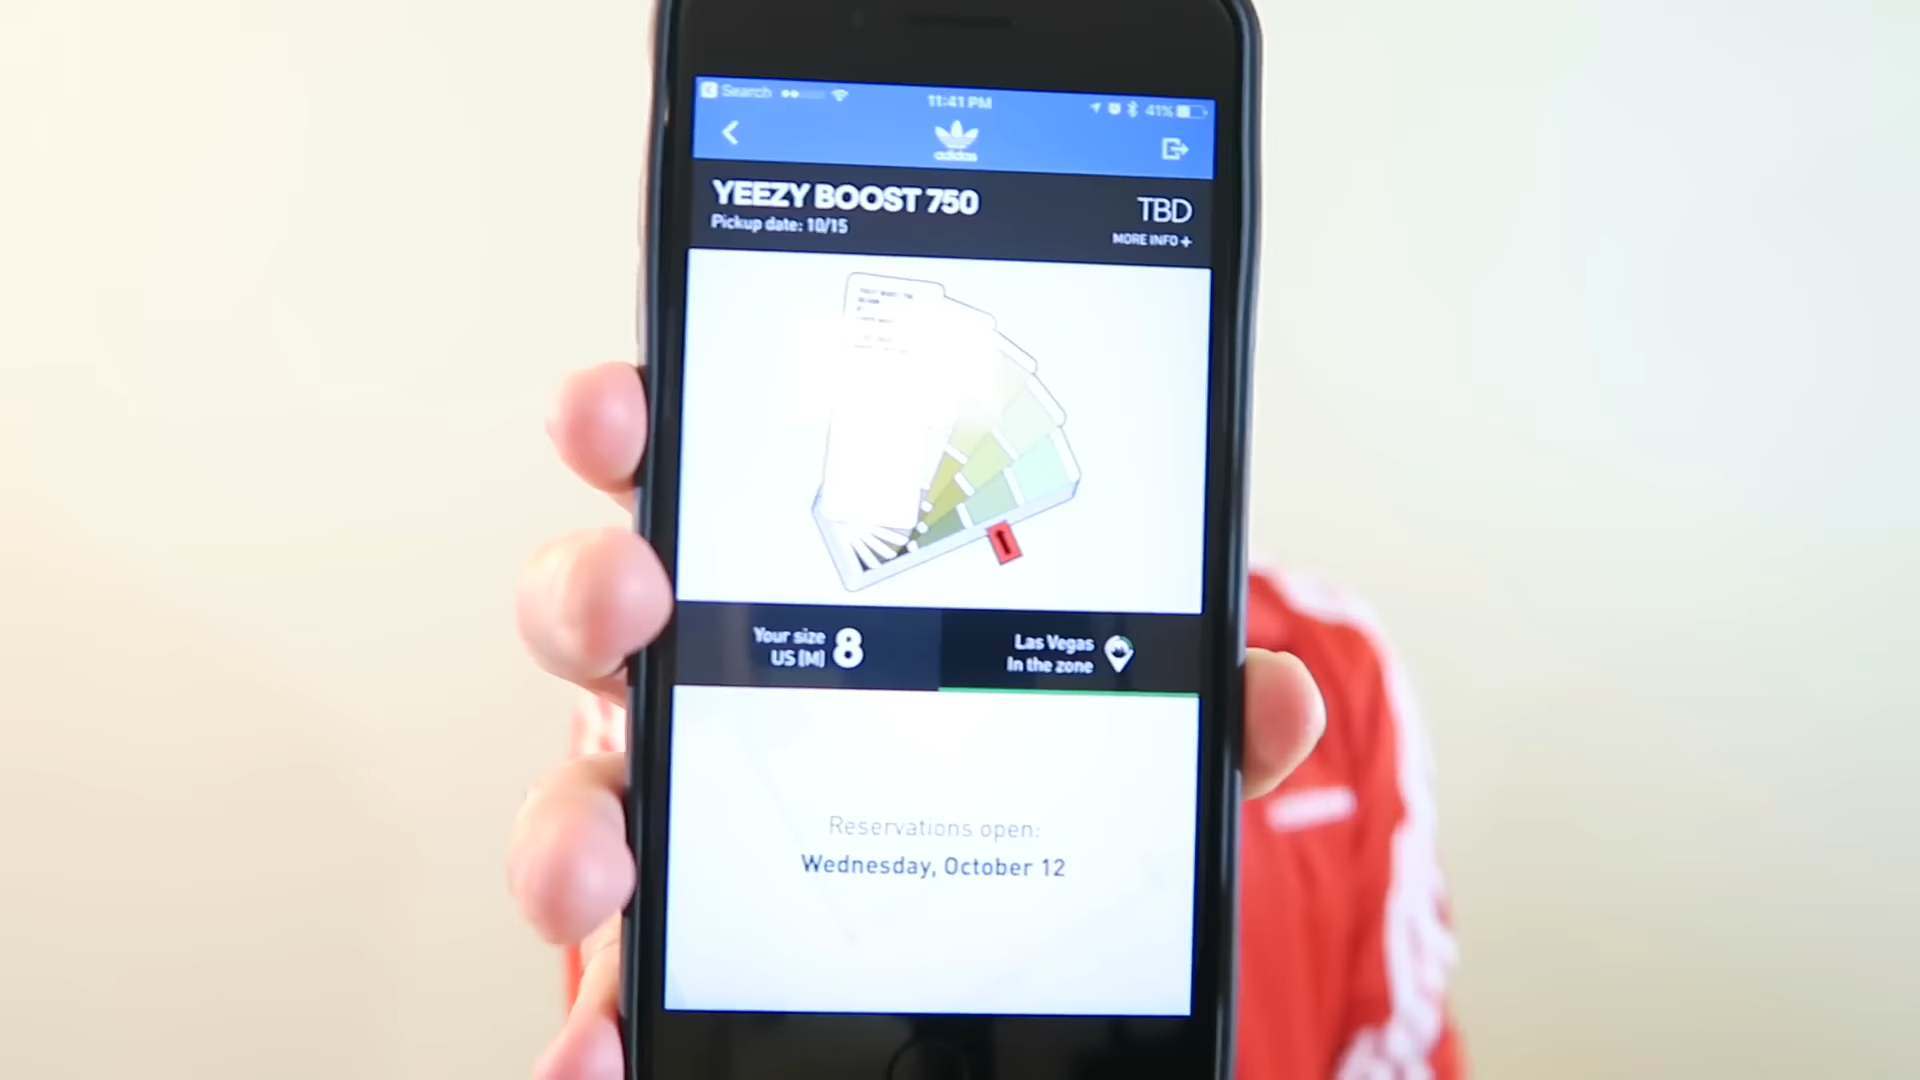 Search
11:41 PM
41%
adidas
YEEZY BOOST 750
Pickup date: 10/15
TBD
MORE INFO +
Your size
US (M)
8
Las Vegas
In the zone
Reservations open:
Wednesday, October 12